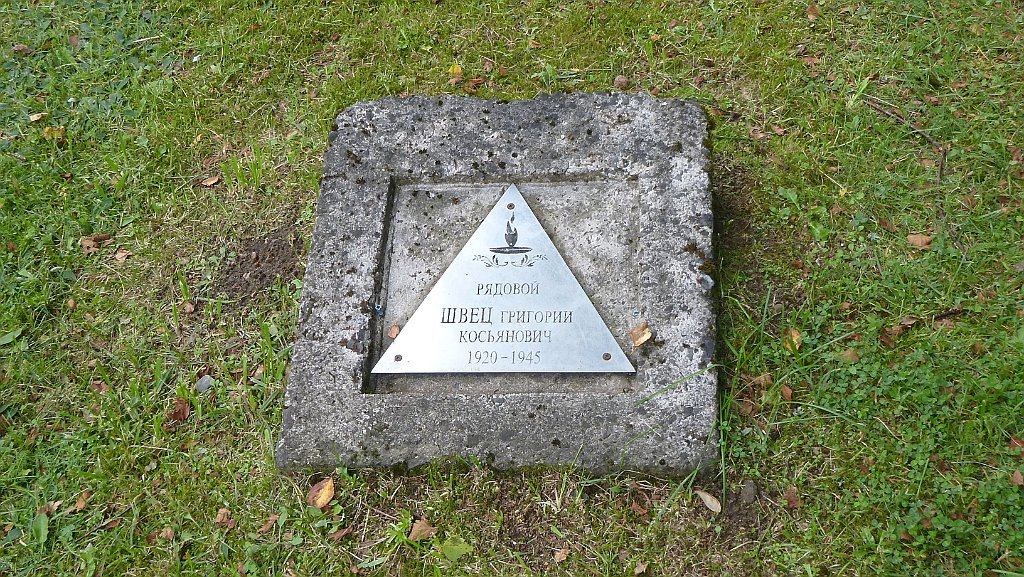 РЯДОВОЙ
ШВЕЦ ГРИГОРИИ
КОСЬЯНОВИЧ
1920-1945